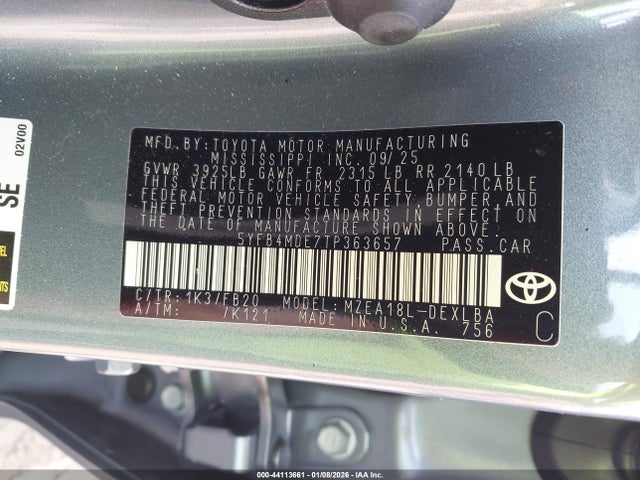 MFD.BY:TOYOTA MOTOR MANUFACTURING
MISSISSIPPI INC. 09/25
GVWR 3925LB GAWR FR 2315 LB RR 2140 LB
THIS VEHICLE CONFORMS TO ALL APPLICABLE
FEDERAL MOTOR VEHICLE SAFETY, BUMPER, AND
THEFT PREVENTION STANDARDS IN EFFECT ON
THE DATE OF MANUFACTURE SHOWN ABOVE.
5YFB4MDE7TP363657 PASS.CAR
C/TR: 1K3/FB20 MODEL: MZEA18L-DEXLBA
A/TM: /K121 MADE IN U.S.A. 756
C
02V00
SE
000-44113661 - 01/08/2026 - IAA Inc.